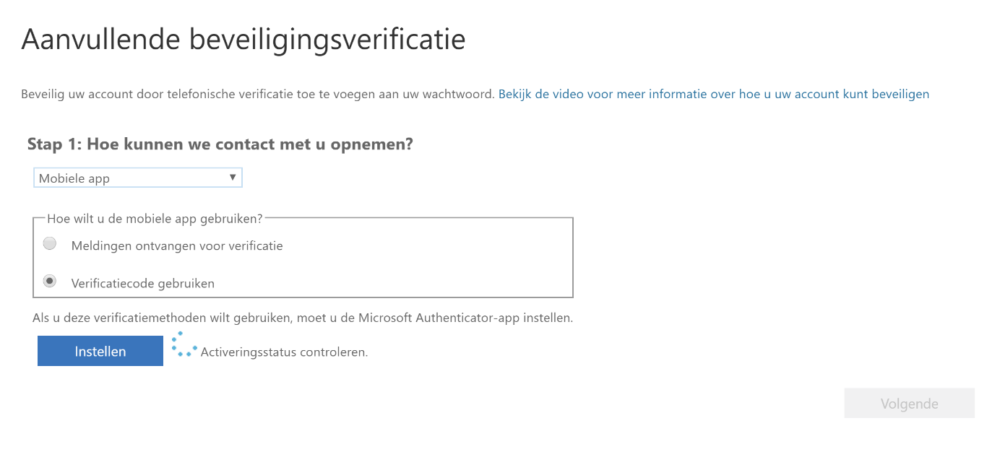 Aanvullende beveiligingsverificatie
Beveilig uw account door telefonische verificatie toe te voegen aan uw wachtwoord. Bekijk de video voor meer informatie over hoe u uw account kunt beveiligen
Stap 1: Hoe kunnen we contact met u opnemen?
Mobiele app
Hoe wilt u de mobiele app gebruiken?
Meldingen ontvangen voor verificatie
Verificatiecode gebruiken
Als u deze verificatiemethoden wilt gebruiken, moet u de Microsoft Authenticator-app instellen.
Instellen Activeringsstatus controleren.
Volgende